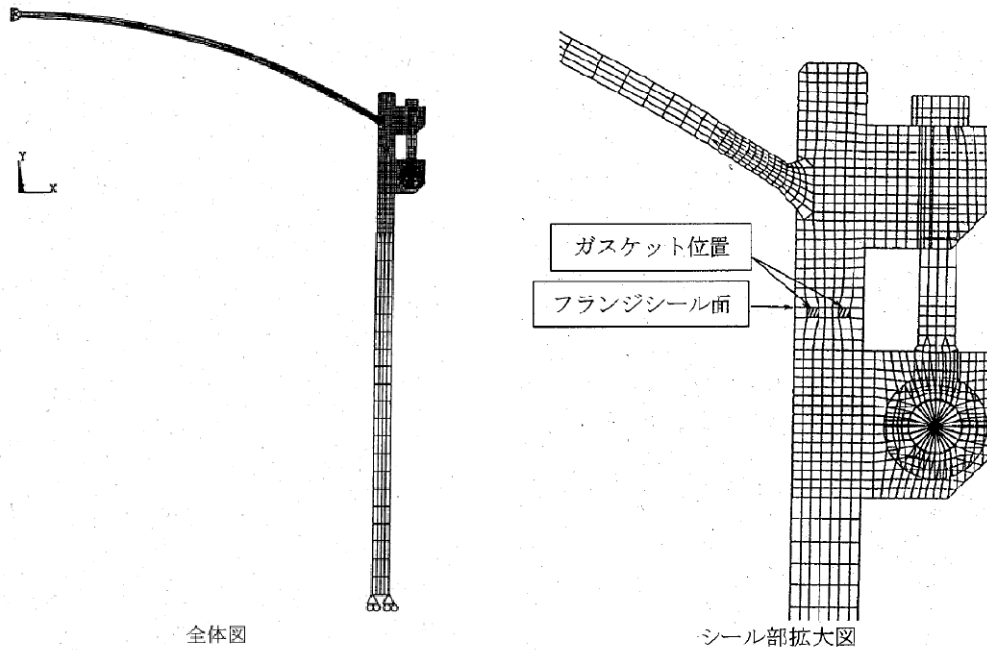 Y
X
全体図
ガスケット位置
フランジシール面
シール部拡大図